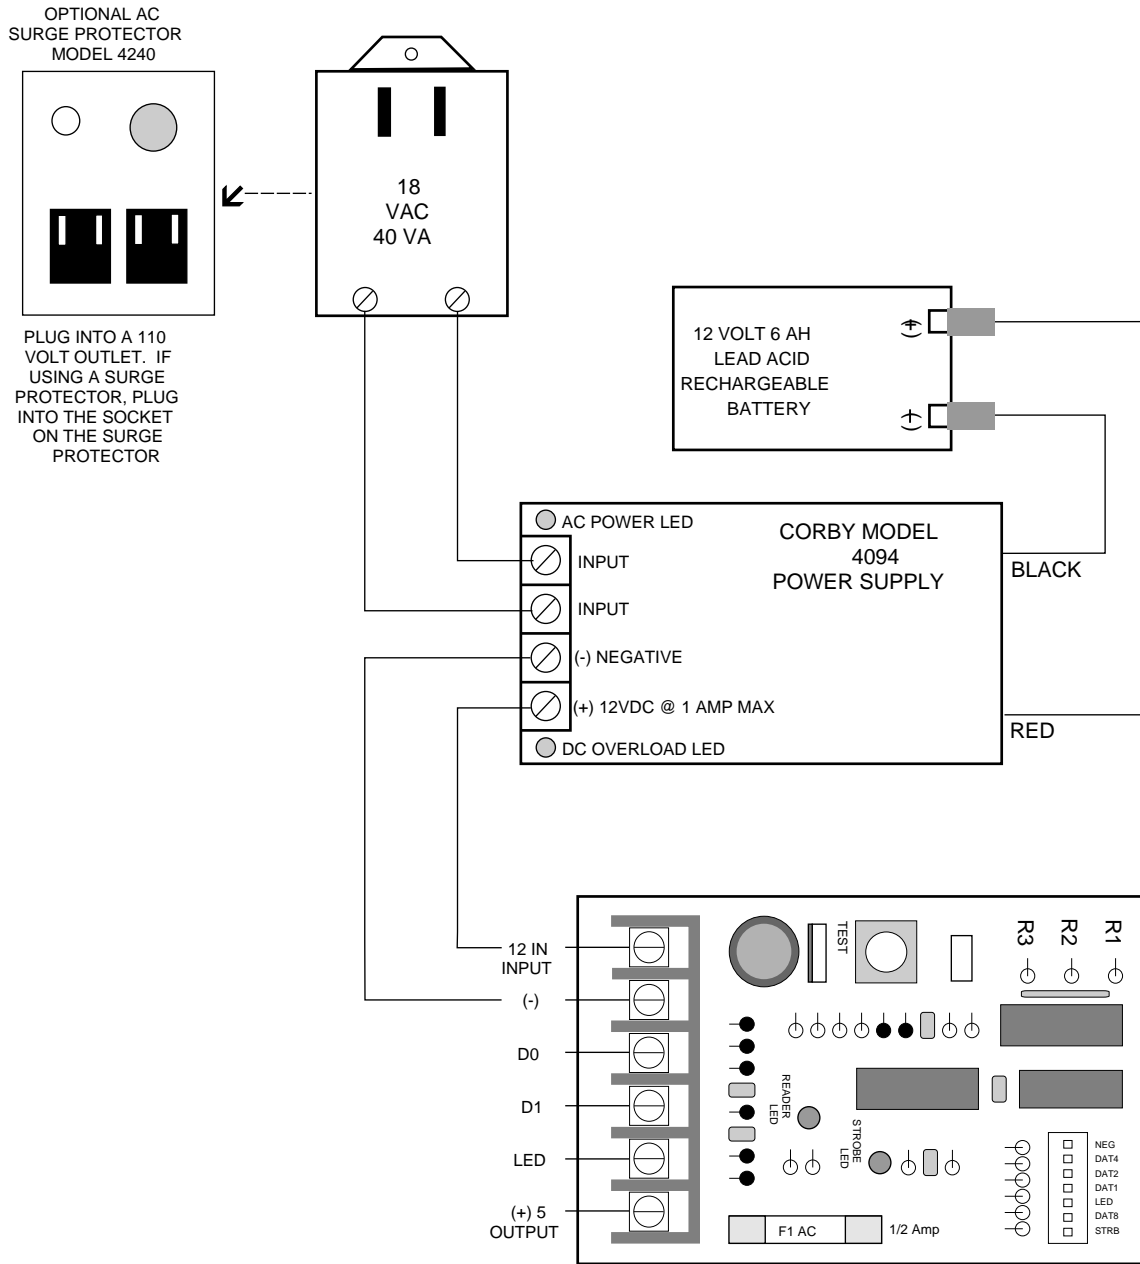 OPTIONAL AC
SURGE PROTECTOR
MODEL 4240
18
VAC
40 VA
PLUG INTO A 110
VOLT OUTLET. IF
USING A SURGE
PROTECTOR, PLUG
INTO THE SOCKET
ON THE SURGE
PROTECTOR
12 VOLT 6 AH
LEAD ACID
RECHARGEABLE
BATTERY
(+)
(-)
AC POWER LED
INPUT
INPUT
(-) NEGATIVE
(+) 12VDC @ 1 AMP MAX
DC OVERLOAD LED
CORBY MODEL
4094
POWER SUPPLY
BLACK
RED
12 IN
INPUT
(-)
D0
D1
LED
(+) 5
OUTPUT
TEST
R3
R2
R1
READER
LED
STROBE
LED
F1 AC
1/2 Amp
NEG
DAT4
DAT2
DAT1
LED
DAT8
STRB